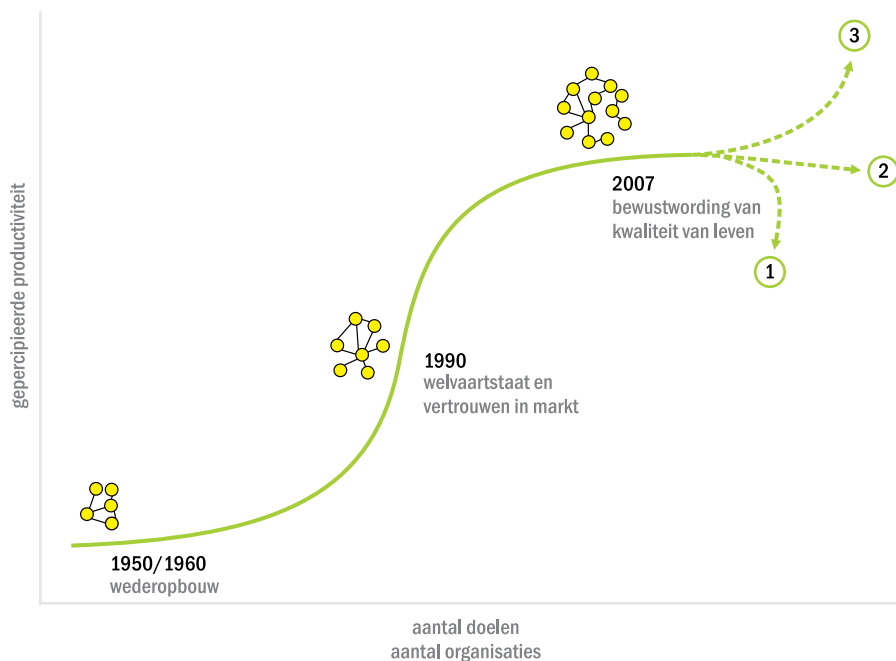 gepercipieerde productiviteit
3
2
2007
bewustwording van
kwaliteit van leven
1
1990
welvaartstaat en
vertrouwen in markt
1950/1960
wederopbouw
aantal doelen
aantal organisaties